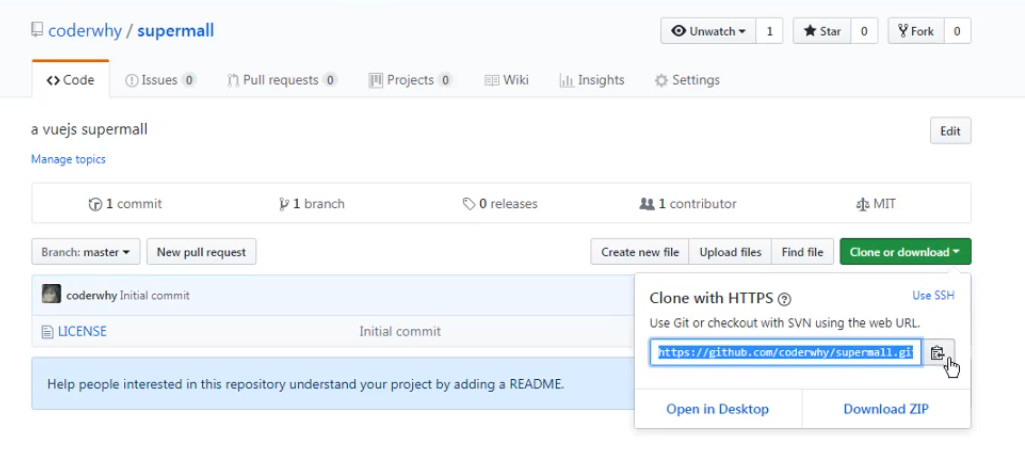 coderwhy / supermall
Unwatch 1 Star 0 Fork 0
Code Issues 0 Pull requests 0 Projects 0 Wiki Insights Settings
a vuejs supermall
Edit
Manage topics
1 commit 1 branch 0 releases 1 contributor MIT
Branch: master New pull request Create new file Upload files Find file Clone or download
coderwhy Initial commit
Clone with HTTPS ? Use SSH
Use Git or checkout with SVN using the web URL.
LICENSE Initial commit
https://github.com/coderwhy/supermall.gi
Help people interested in this repository understand your project by adding a README.
Open in Desktop Download ZIP